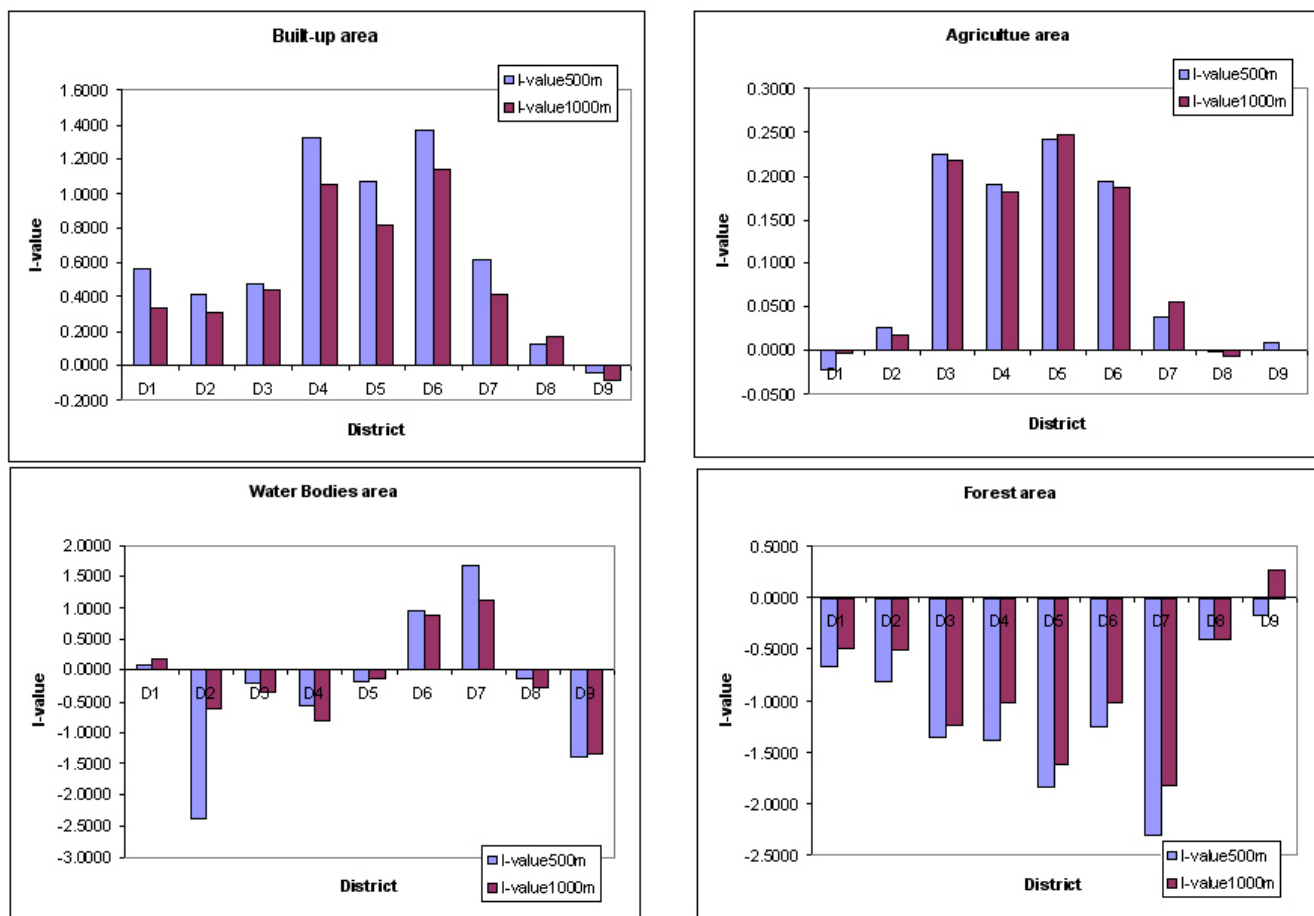 Built-up area
I-value500m
I-value1000m
1.6000
1.4000
1.2000
1.0000
0.8000
0.6000
0.4000
0.2000
0.0000
-0.2000
I-value
D1 D2 D3 D4 D5 D6 D7 D8 D9
District
Agricultue area
I-value500m
I-value1000m
0.3000
0.2500
0.2000
0.1500
0.1000
0.0500
0.0000
-0.0500
I-value
D1 D2 D3 D4 D5 D6 D7 D8 D9
District
Water Bodies area
2.0000
1.5000
1.0000
0.5000
0.0000
-0.5000
-1.0000
-1.5000
-2.0000
-2.5000
-3.0000
I-value
D1 D2 D3 D4 D5 D6 D7 D8 D9
I-value500m
I-value1000m
District
Forest area
0.5000
0.0000
-0.5000
-1.0000
-1.5000
-2.0000
-2.5000
I-value
D1 D2 D3 D4 D5 D6 D7 D8 D9
I-value500m
I-value1000m
District